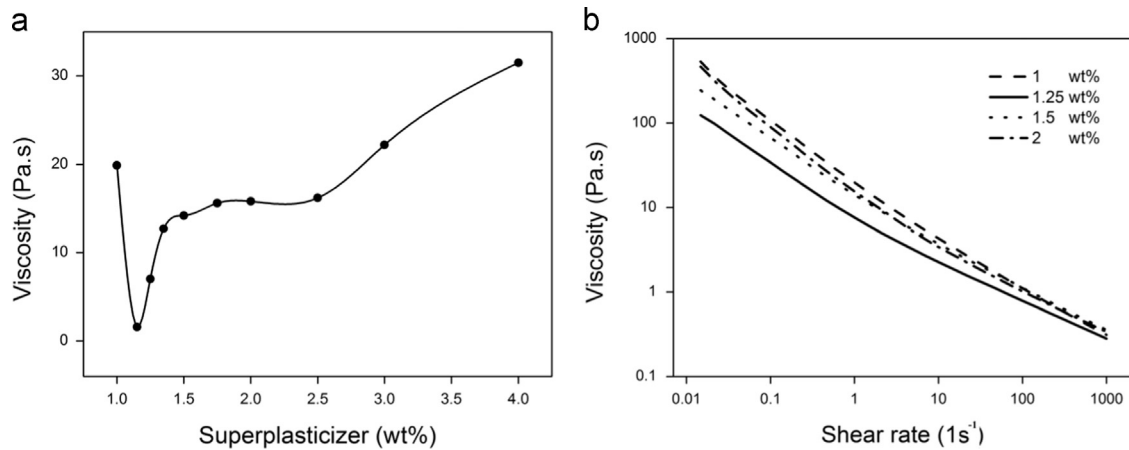 a
Viscosity (Pa.s)
30
20
10
0
1.0 1.5 2.0 2.5 3.0 3.5 4.0
Superplasticizer (wt%)
b
Viscosity (Pa.s)
1000
100
10
1
0.1
1 wt%
1.25 wt%
1.5 wt%
2 wt%
0.01 0.1 1 10 100 1000
Shear rate (1s⁻¹)